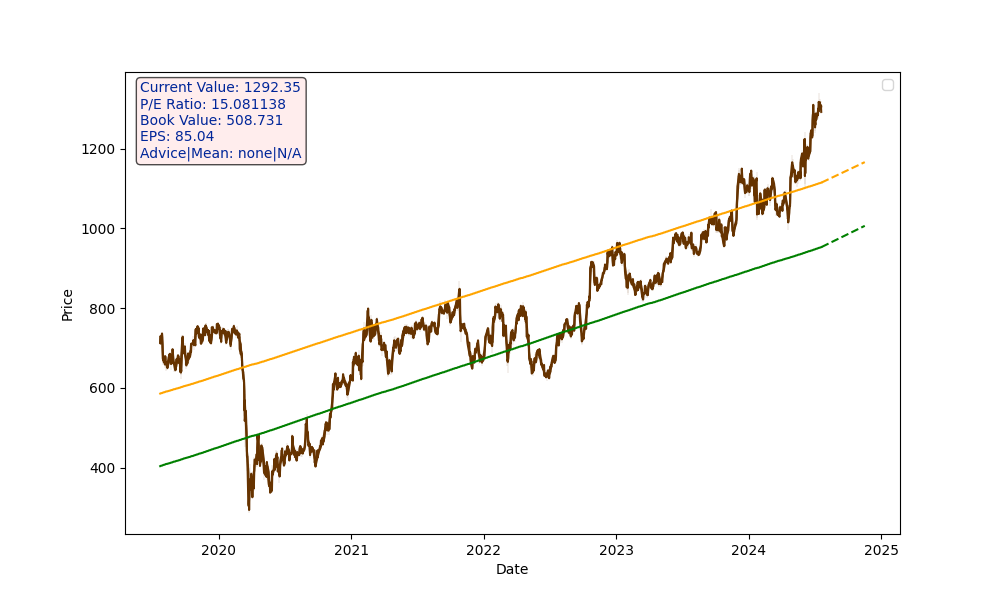 Current Value: 1292.35
P/E Ratio: 15.081138
Book Value: 508.731
EPS: 85.04
Advice|Mean: none|N/A
1200
1000
800
600
400
Price
2020
2021
2022
2023
2024
2025
Date